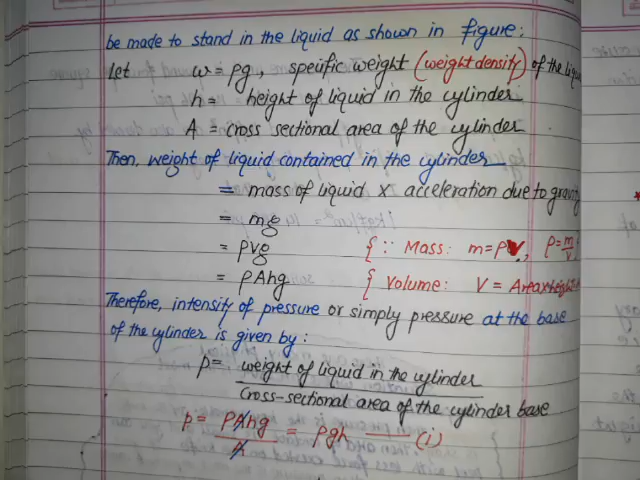 be made to stand in the liquid as shown in figure:
Let w = ρg, specific weight (weight density) of the liquid
h = height of liquid in the cylinder
A = cross sectional area of the cylinder
Then, weight of liquid contained in the cylinder
= mass of liquid × acceleration due to gravity
= mg
= ρVg { ∵ Mass: m = ρV, ρ = m/V
= ρAhg { Volume: V = Area×height
Therefore, intensity of pressure or simply pressure at the base
of the cylinder is given by:
p = weight of liquid in the cylinder
Cross-sectional area of the cylinder base
p = ρAhg / A = ρgh —— (i)